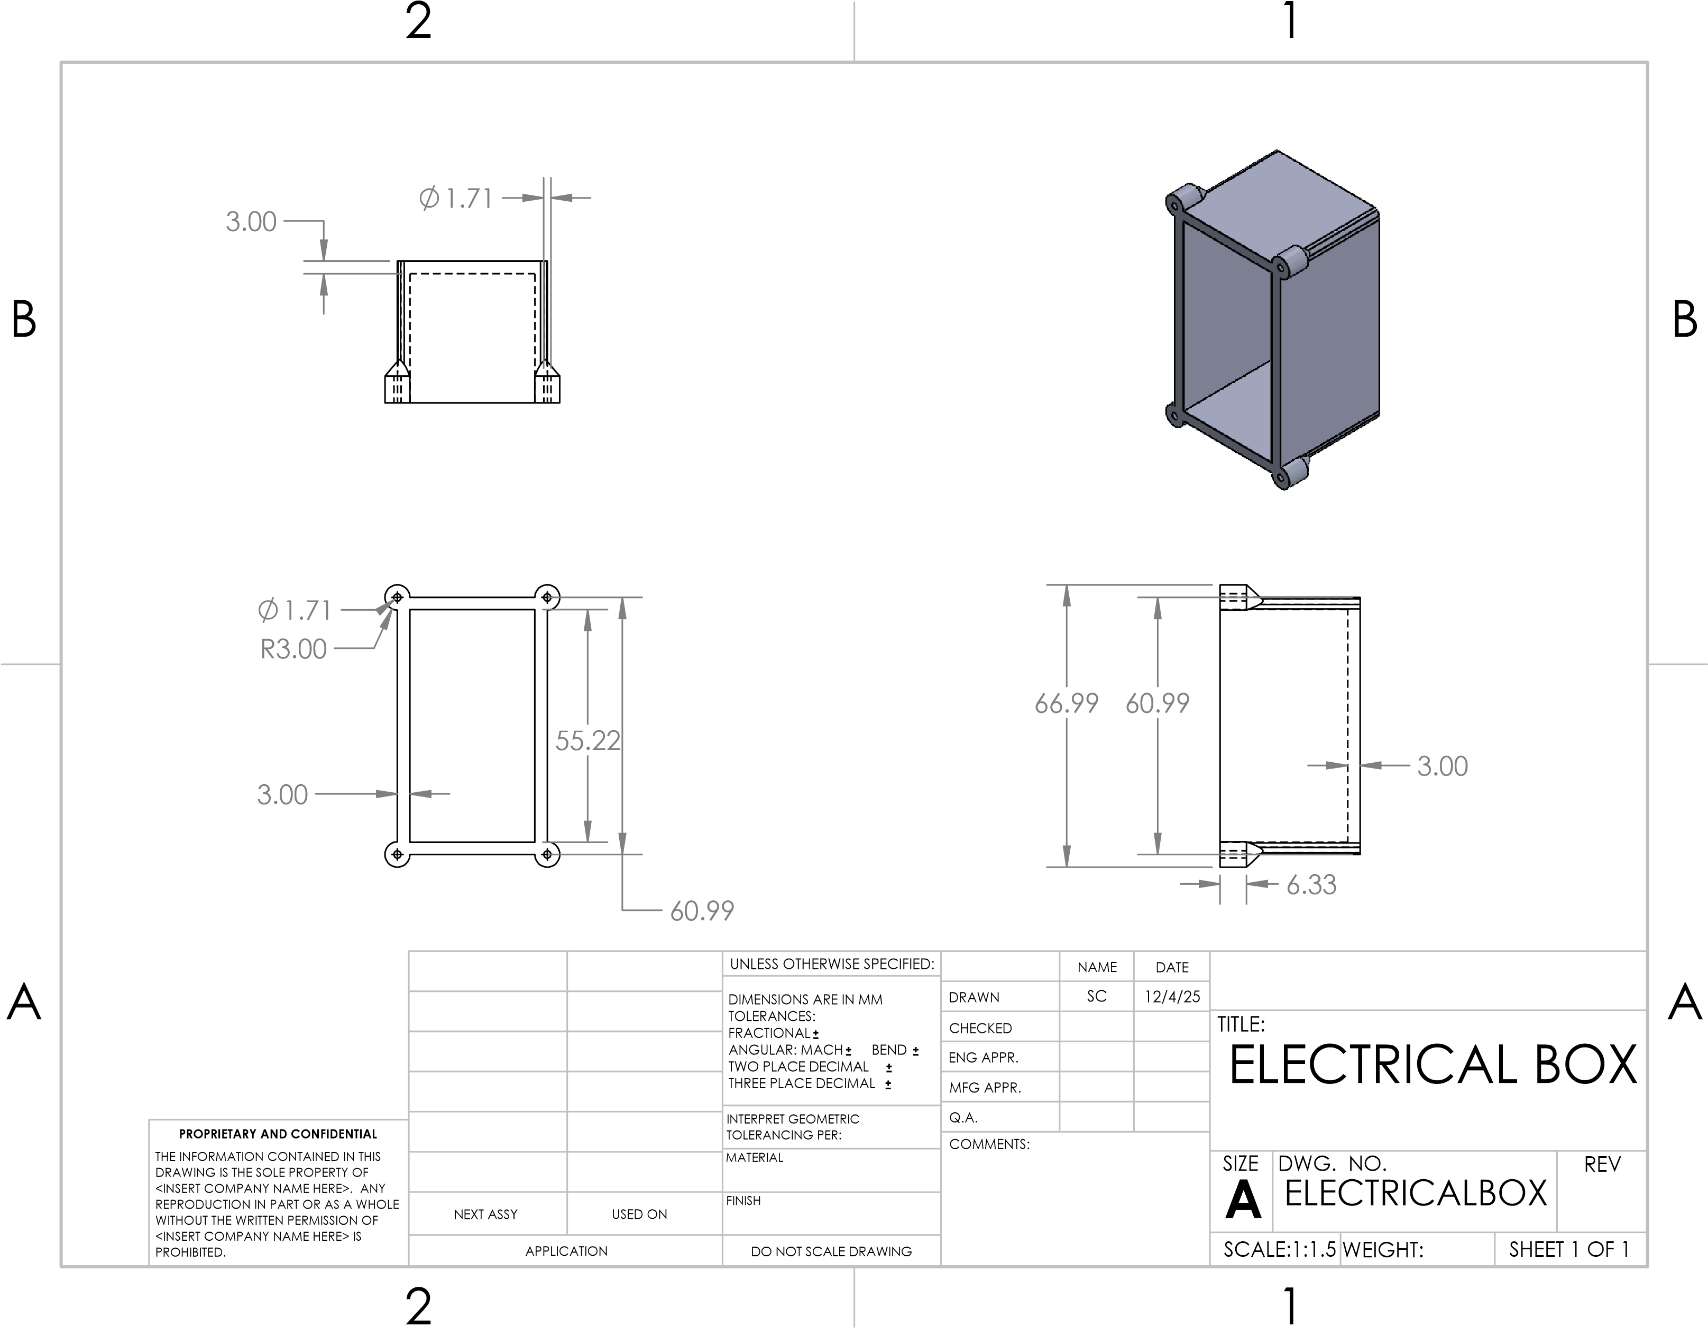 2
1
B
B
A
A
2
1
3.00
∅1.71
∅1.71
R3.00
3.00
55.22
60.99
66.99
60.99
3.00
6.33
PROPRIETARY AND CONFIDENTIAL
THE INFORMATION CONTAINED IN THIS
DRAWING IS THE SOLE PROPERTY OF
<INSERT COMPANY NAME HERE>. ANY
REPRODUCTION IN PART OR AS A WHOLE
WITHOUT THE WRITTEN PERMISSION OF
<INSERT COMPANY NAME HERE> IS
PROHIBITED.
NEXT ASSY
USED ON
APPLICATION
UNLESS OTHERWISE SPECIFIED:
DIMENSIONS ARE IN MM
TOLERANCES:
FRACTIONAL ±
ANGULAR: MACH ± BEND ±
TWO PLACE DECIMAL ±
THREE PLACE DECIMAL ±
INTERPRET GEOMETRIC
TOLERANCING PER:
MATERIAL
FINISH
DO NOT SCALE DRAWING
NAME DATE
DRAWN SC 12/4/25
CHECKED
ENG APPR.
MFG APPR.
Q.A.
COMMENTS:
TITLE:
ELECTRICAL BOX
SIZE DWG. NO. REV
A ELECTRICALBOX
SCALE:1:1.5 WEIGHT: SHEET 1 OF 1